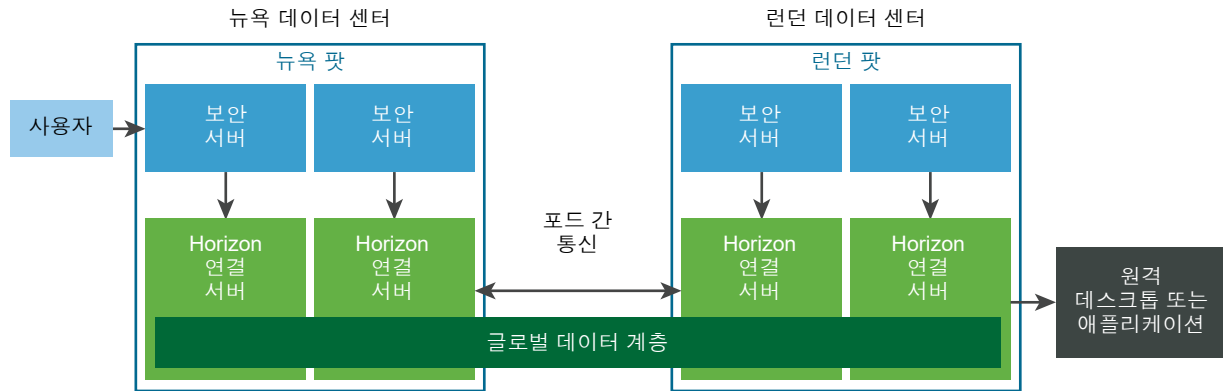 뉴욕 데이터 센터
런던 데이터 센터
뉴욕 팟
런던 팟
사용자
보안
서버
보안
서버
보안
서버
보안
서버
포드 간
통신
Horizon
연결
서버
Horizon
연결
서버
Horizon
연결
서버
Horizon
연결
서버
원격
데스크톱 또는
애플리케이션
글로벌 데이터 계층